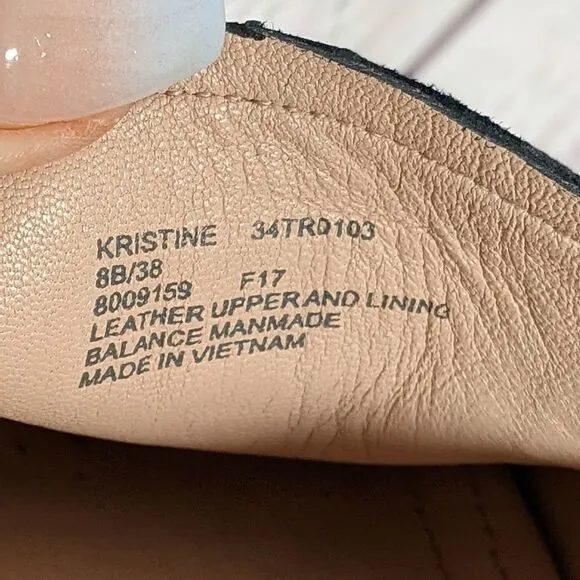 KRISTINE 34TR0103
8B/38
8009159 F17
LEATHER UPPER AND LINING
BALANCE MANMADE
MADE IN VIETNAM